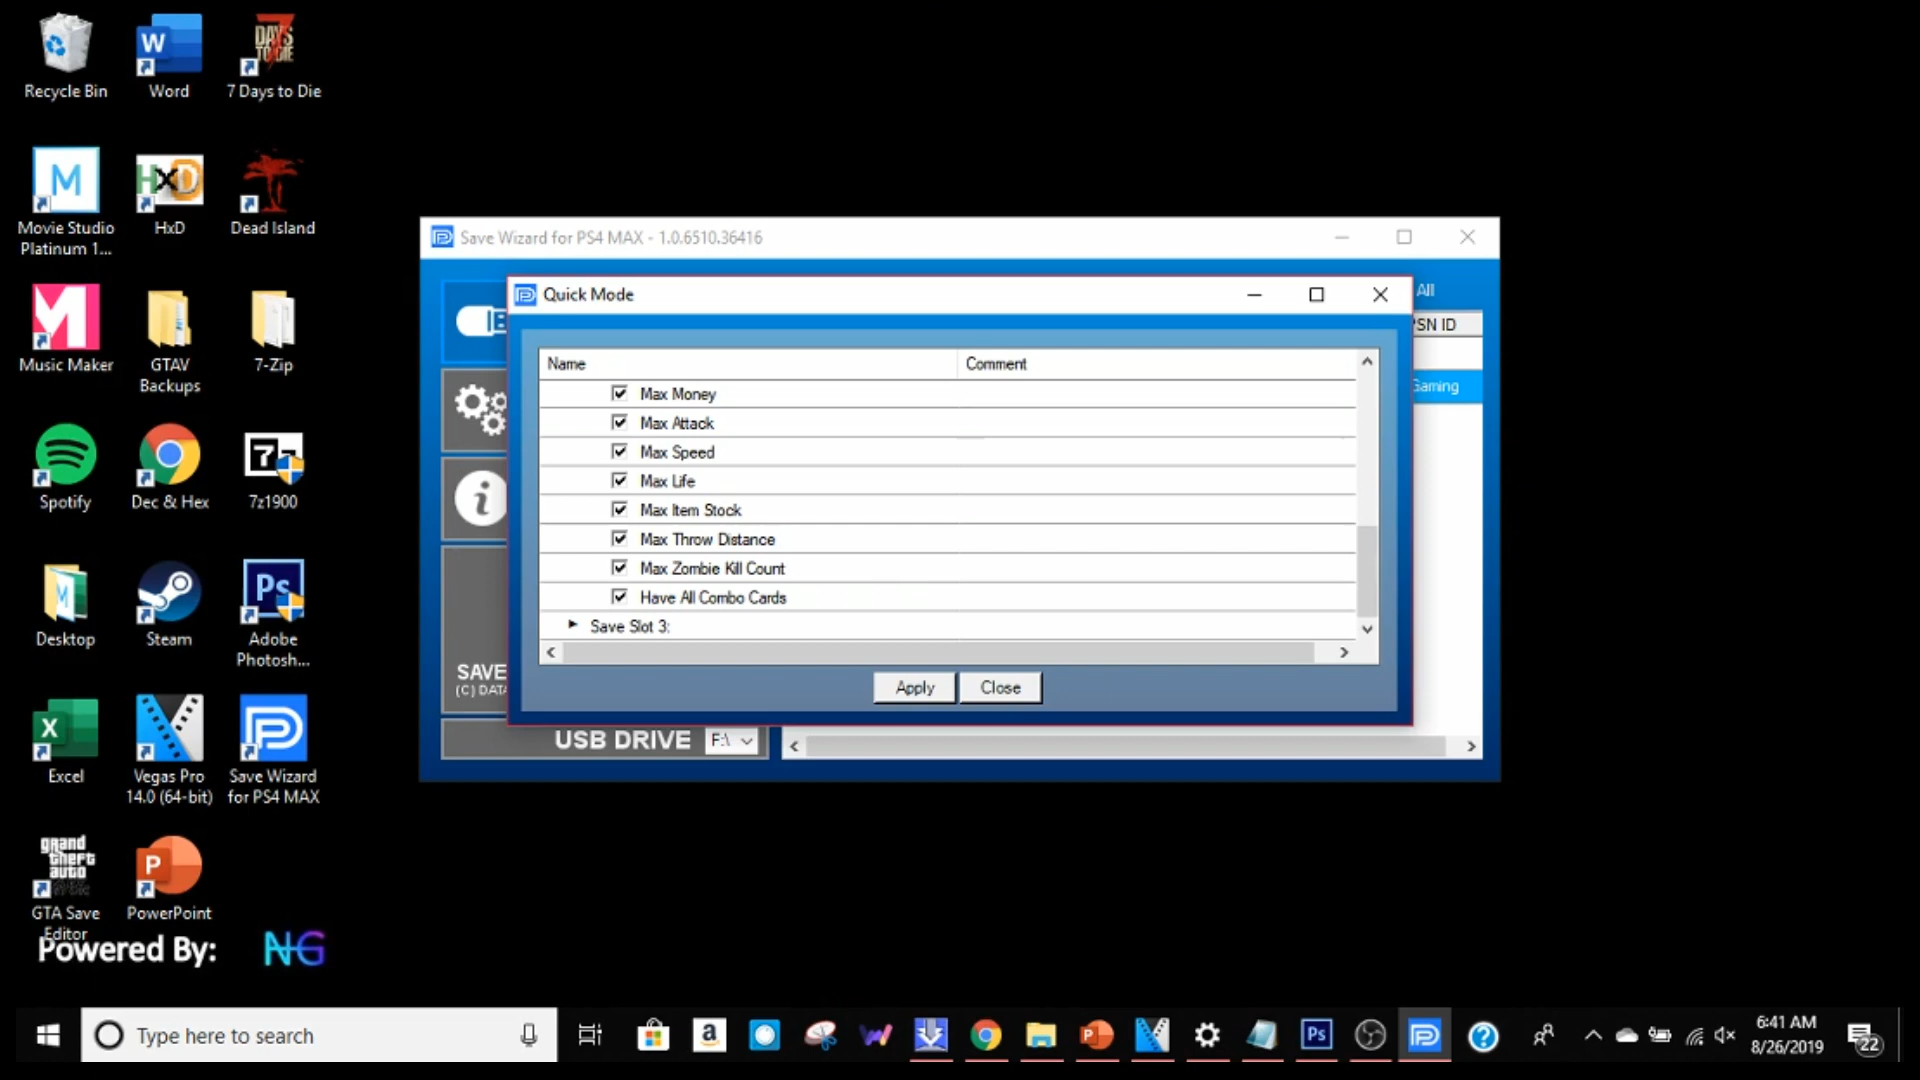 Recycle Bin
Word
7 Days to Die
Movie Studio
Platinum 1...
HxD
Dead Island
Music Maker
GTAV
Backups
7-Zip
Spotify
Dec & Hex
7z1900
Desktop
Steam
Adobe
Photosh...
Excel
Vegas Pro
14.0 (64-bit)
Save Wizard
for PS4 MAX
GTA Save
Editor
PowerPoint
Powered By: NG
Save Wizard for PS4 MAX - 1.0.6510.36416
All
Quick Mode
Name
Comment
Max Money
Max Attack
Max Speed
Max Life
Max Item Stock
Max Throw Distance
Max Zombie Kill Count
Have All Combo Cards
Save Slot 3:
Apply
Close
SN ID
Gaming
SAVE
(C) DATA
USB DRIVE
F:\
Type here to search
6:41 AM
8/26/2019
22